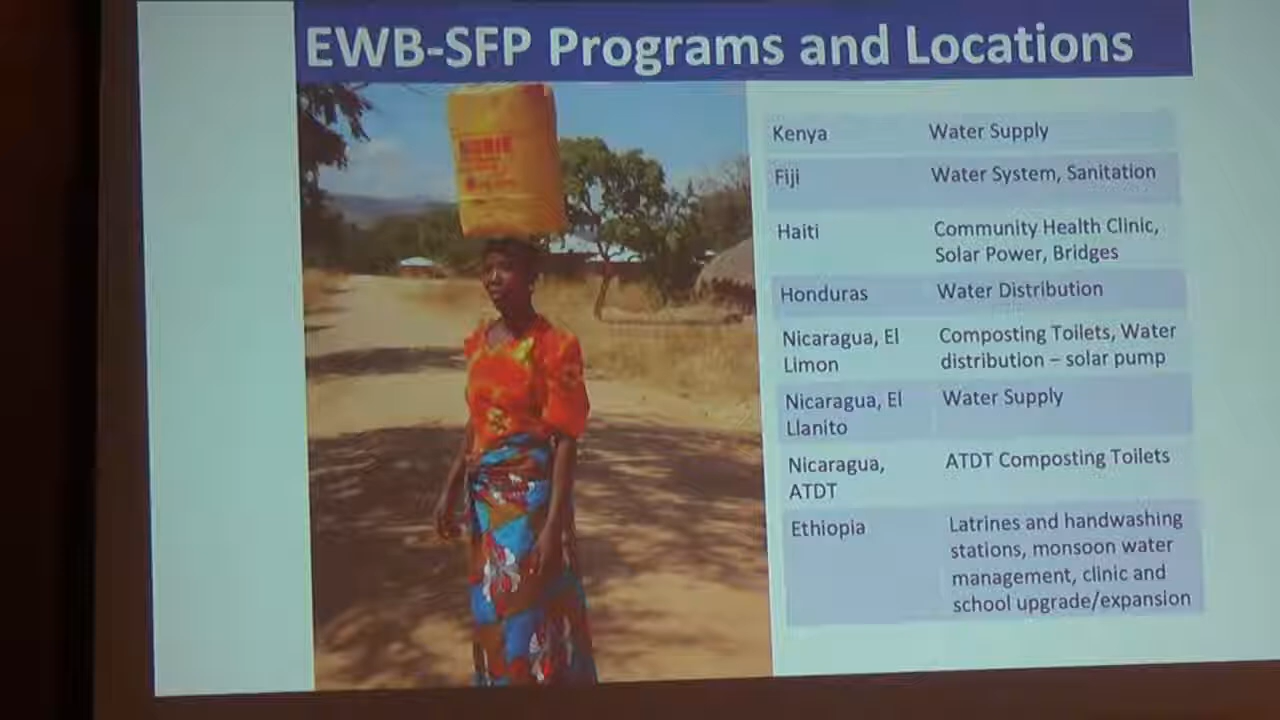 EWB-SFP Programs and Locations
Kenya Water Supply
Fiji Water System, Sanitation
Haiti Community Health Clinic,
Solar Power, Bridges
Honduras Water Distribution
Nicaragua, El Composting Toilets, Water
Limon distribution – solar pump
Nicaragua, El Water Supply
Llanito
Nicaragua, ATDT Composting Toilets
ATDT
Ethiopia Latrines and handwashing
stations, monsoon water
management, clinic and
school upgrade/expansion